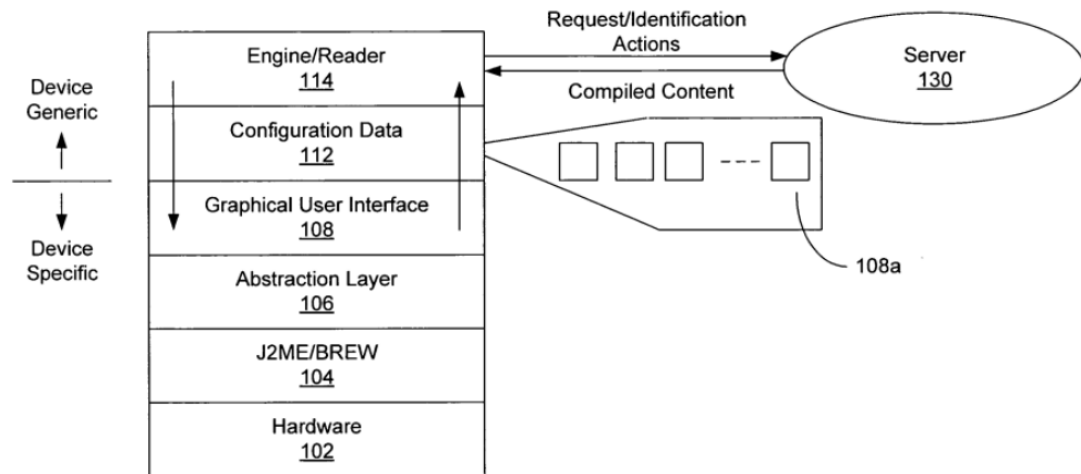 Request/Identification
Actions
Compiled Content
Server
130
Device
Generic
Device
Specific
Engine/Reader
114
Configuration Data
112
Graphical User Interface
108
Abstraction Layer
106
J2ME/BREW
104
Hardware
102
108a